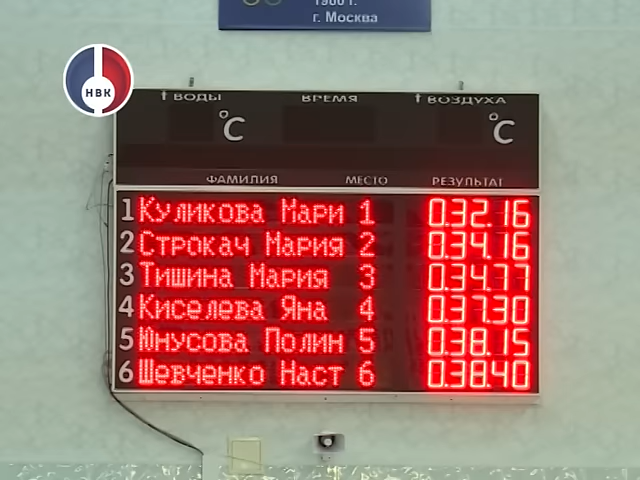 1980 г.
г. Москва
НВК
t ВОДЫ ВРЕМЯ t ВОЗДУХА
°C °C
ФАМИЛИЯ МЕСТО РЕЗУЛЬТАТ
1 Куликова Мари 1 0.32.16
2 Строкач Мария 2 0.34.16
3 Тишина Мария 3 0.34.77
4 Киселева Яна 4 0.37.30
5 Юнусова Полин 5 0.38.15
6 Шевченко Наст 6 0.38.40